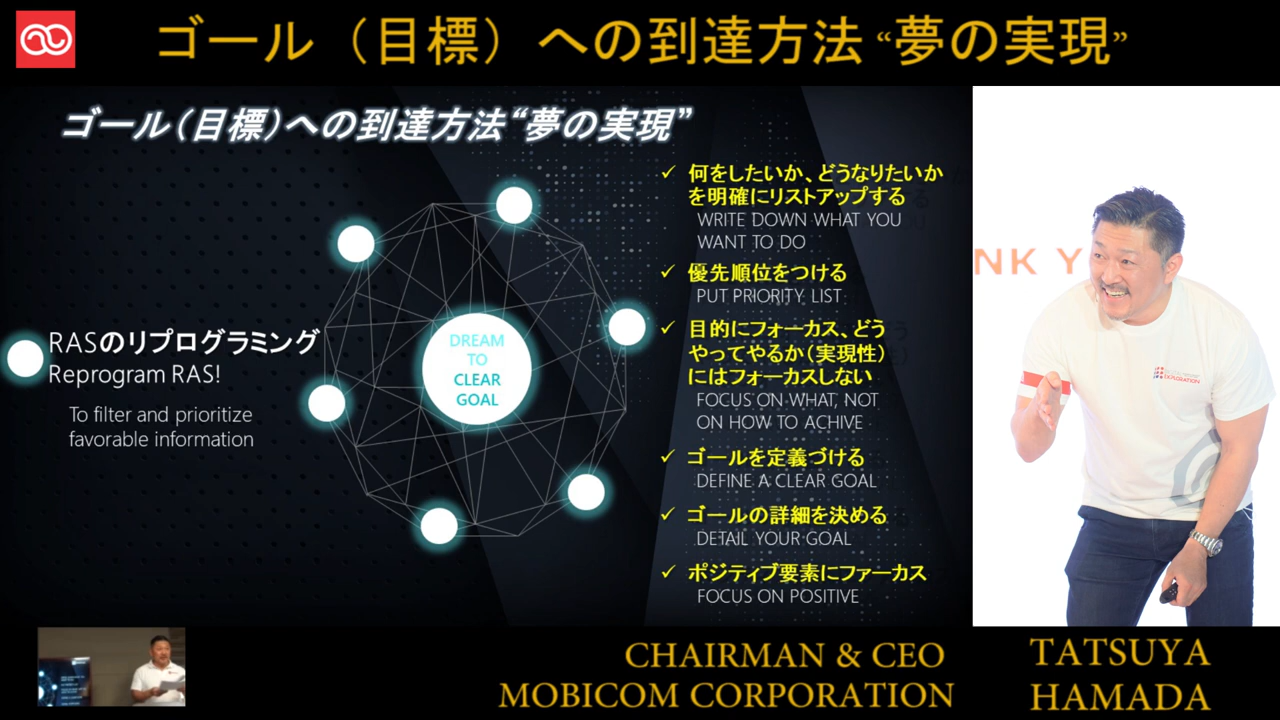 ゴール（目標）への到達方法“夢の実現”
ゴール（目標）への到達方法“夢の実現”
RASのリプログラミング
Reprogram RAS!
To filter and prioritize
favorable information
DREAM
TO
CLEAR
GOAL
✓ 何をしたいか、どうなりたいか
を明確にリストアップする
WRITE DOWN WHAT YOU
WANT TO DO
✓ 優先順位をつける
PUT PRIORITY LIST
✓ 目的にフォーカス、どう
やってやるか（実現性）
にはフォーカスしない
FOCUS ON WHAT, NOT
ON HOW TO ACHIVE
✓ ゴールを定義づける
DEFINE A CLEAR GOAL
✓ ゴールの詳細を決める
DETAIL YOUR GOAL
✓ ポジティブ要素にファーカス
FOCUS ON POSITIVE
NK Y
EXPLORATION
CHAIRMAN & CEO
MOBICOM CORPORATION
TATSUYA
HAMADA